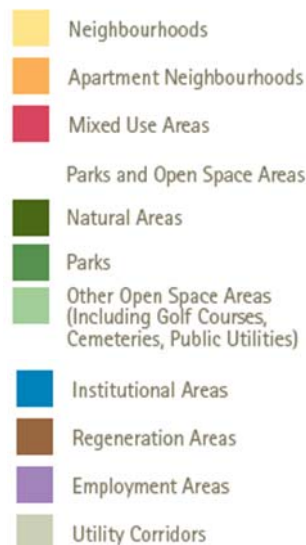 Neighbourhoods
Apartment Neighbourhoods
Mixed Use Areas
Parks and Open Space Areas
Natural Areas
Parks
Other Open Space Areas
(Including Golf Courses,
Cemeteries, Public Utilities)
Institutional Areas
Regeneration Areas
Employment Areas
Utility Corridors